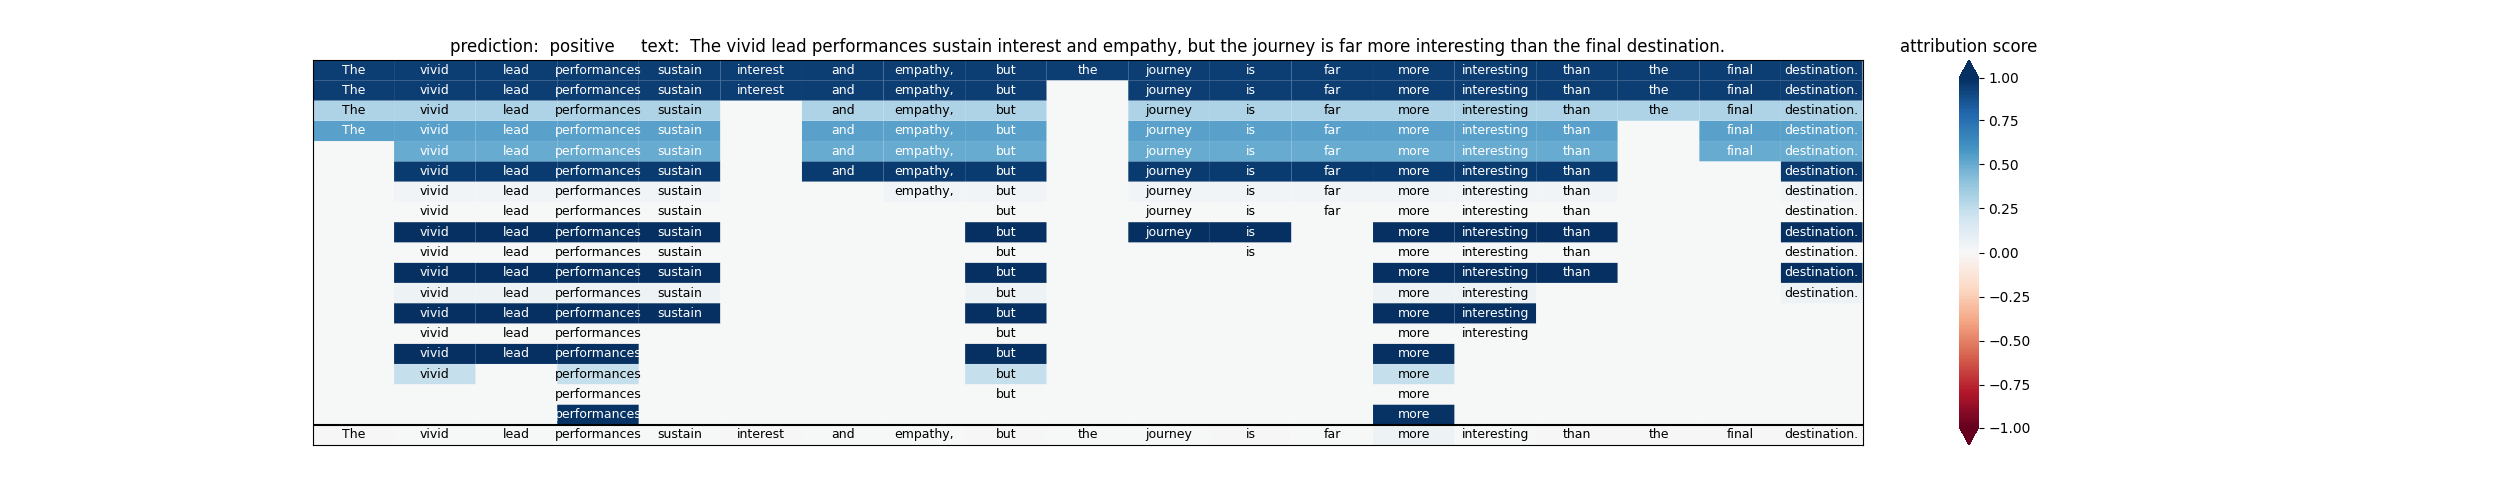 prediction:  positive     text:  The vivid lead performances sustain interest and empathy, but the journey is far more interesting than the final destination.
attribution score
The vivid lead performances sustain interest and empathy, but the journey is far more interesting than the final destination.
The vivid lead performances sustain interest and empathy, but journey is far more interesting than the final destination.
The vivid lead performances sustain and empathy, but journey is far more interesting than the final destination.
The vivid lead performances sustain and empathy, but journey is far more interesting than final destination.
vivid lead performances sustain and empathy, but journey is far more interesting than final destination.
vivid lead performances sustain and empathy, but journey is far more interesting than destination.
vivid lead performances sustain empathy, but journey is far more interesting than destination.
vivid lead performances sustain but journey is far more interesting than destination.
vivid lead performances sustain but journey is more interesting than destination.
vivid lead performances sustain but is more interesting than destination.
vivid lead performances sustain but more interesting than destination.
vivid lead performances sustain but more interesting destination.
vivid lead performances sustain but more interesting
vivid lead performances but more interesting
vivid lead performances but more
vivid performances but more
performances but more
performances more
The vivid lead performances sustain interest and empathy, but the journey is far more interesting than the final destination.
1.00
0.75
0.50
0.25
0.00
−0.25
−0.50
−0.75
−1.00